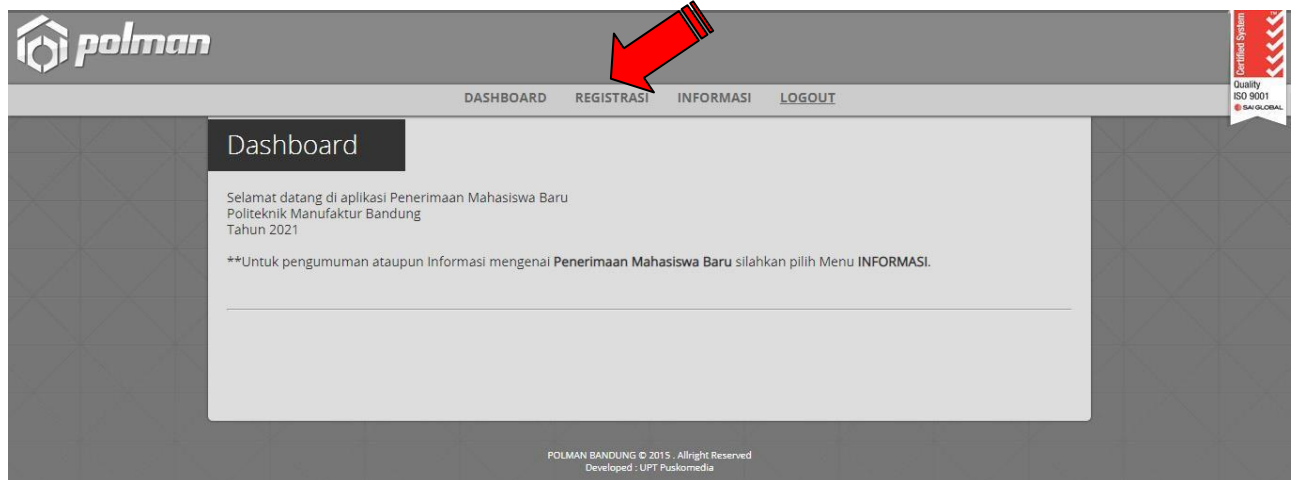 polman
Certified System
Quality
ISO 9001
SAI GLOBAL
DASHBOARD REGISTRASI INFORMASI LOGOUT
Dashboard
Selamat datang di aplikasi Penerimaan Mahasiswa Baru
Politeknik Manufaktur Bandung
Tahun 2021
**Untuk pengumuman ataupun Informasi mengenai Penerimaan Mahasiswa Baru silahkan pilih Menu INFORMASI.
POLMAN BANDUNG © 2015 . Allright Reserved
Developed : UPT Puskomedia